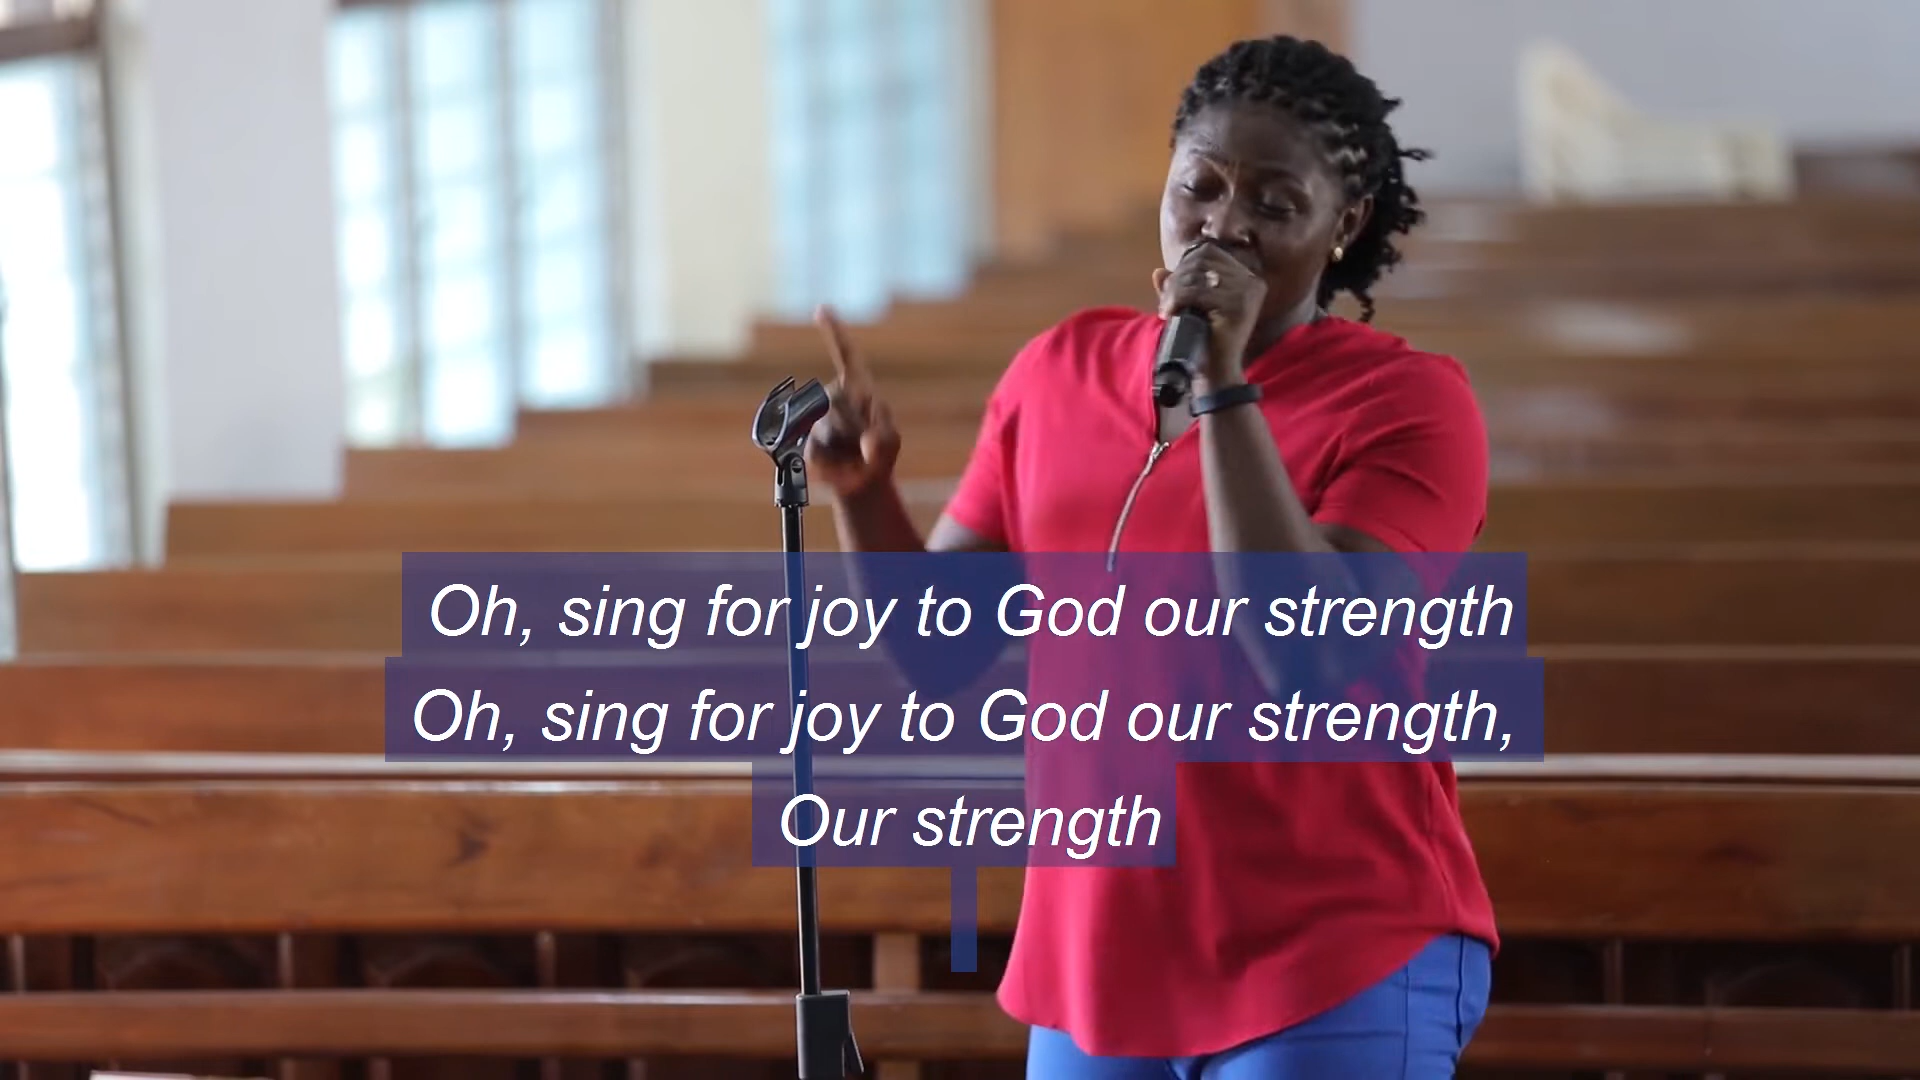 Oh, sing for joy to God our strength
Oh, sing for joy to God our strength,
Our strength